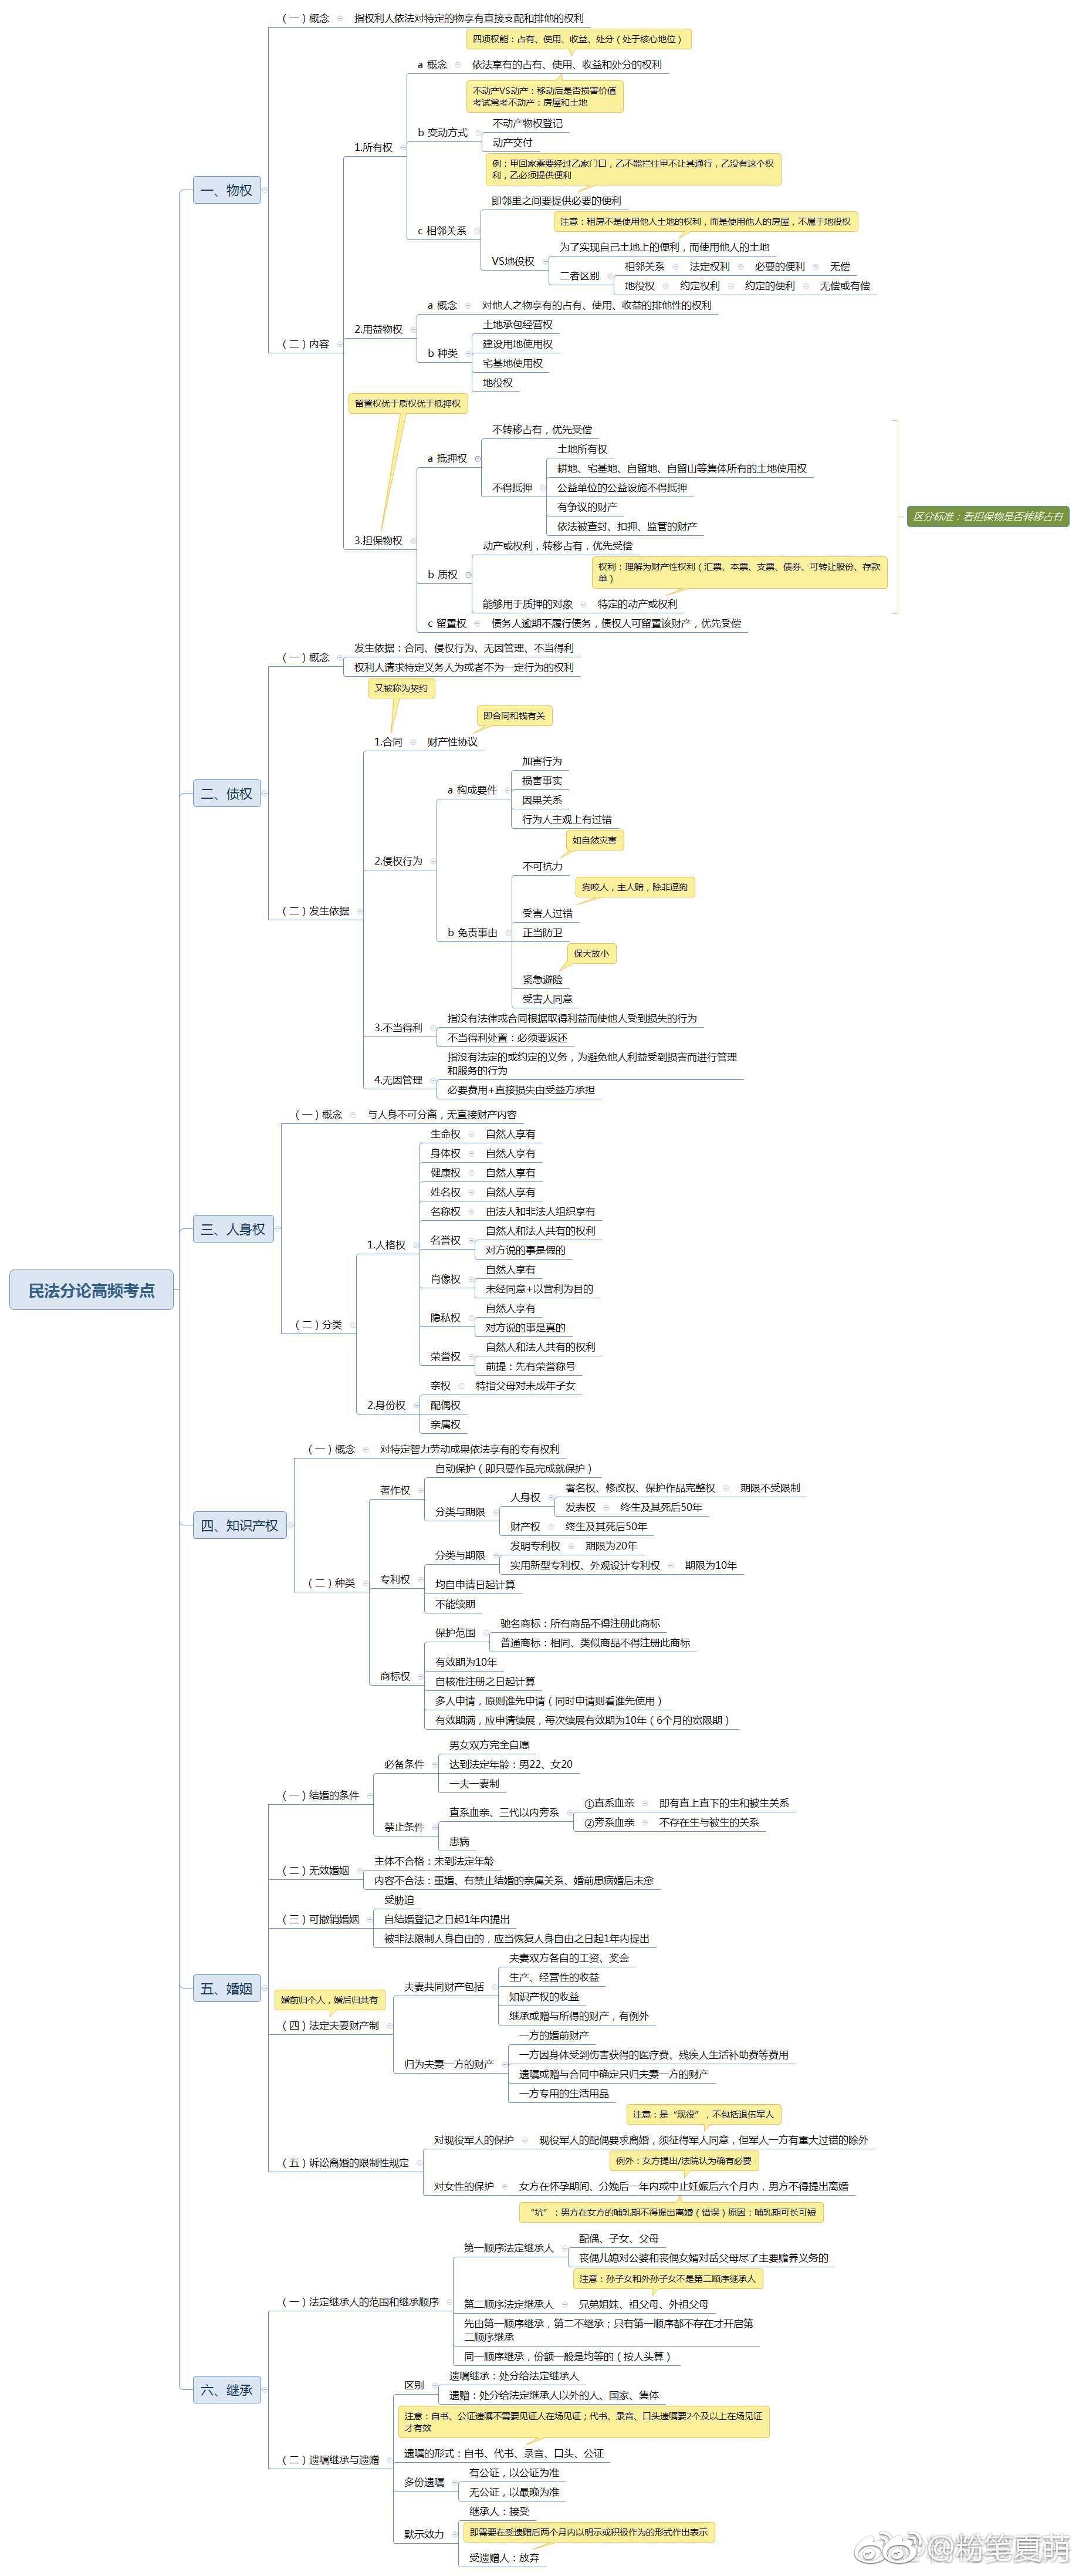 民法分论高频考点
一、物权
（一）概念
指权利人依法对特定的物享有直接支配和排他的权利
（二）内容
1.所有权
四项权能：占有、使用、收益、处分（处于核心地位）
a 概念
依法享有的占有、使用、收益和处分的权利
不动产VS动产：移动后是否损害价值
考试常考不动产：房屋和土地
b 变动方式
不动产物权登记
动产交付
例：甲回家需要经过乙家门口，乙不能拦住甲不让其通行，乙没有这个权
利，乙必须提供便利
c 相邻关系
即邻里之间要提供必要的便利
注意：租房不是使用他人土地的权利，而是使用他人的房屋，不属于地役权
VS地役权
为了实现自己土地上的便利，而使用他人的土地
二者区别
相邻关系 法定权利 必要的便利 无偿
地役权 约定权利 约定的便利 无偿或有偿
2.用益物权
a 概念
对他人之物享有的占有、使用、收益的排他性的权利
b 种类
土地承包经营权
建设用地使用权
宅基地使用权
地役权
留置权优于质权优于抵押权
3.担保物权
a 抵押权
不转移占有，优先受偿
不得抵押
土地所有权
耕地、宅基地、自留地、自留山等集体所有的土地使用权
公益单位的公益设施不得抵押
有争议的财产
依法被查封、扣押、监管的财产
区分标准：看担保物是否转移占有
b 质权
动产或权利，转移占有，优先受偿
权利：理解为财产性权利（汇票、本票、支票、债券、可转让股份、存款
单）
能够用于质押的对象
特定的动产或权利
c 留置权
债务人逾期不履行债务，债权人可留置该财产，优先受偿
二、债权
（一）概念
发生依据：合同、侵权行为、无因管理、不当得利
权利人请求特定义务人为或者不为一定行为的权利
（二）发生依据
又被称为契约
即合同和钱有关
1.合同
财产性协议
2.侵权行为
a 构成要件
加害行为
损害事实
因果关系
行为人主观上有过错
b 免责事由
如自然灾害
不可抗力
狗咬人，主人赔，除非逗狗
受害人过错
正当防卫
保大放小
紧急避险
受害人同意
3.不当得利
指没有法律或合同根据取得利益而使他人受到损失的行为
不当得利处置：必须要返还
4.无因管理
指没有法定的或约定的义务，为避免他人利益受到损害而进行管理
和服务的行为
必要费用+直接损失由受益方承担
三、人身权
（一）概念
与人身不可分离，无直接财产内容
（二）分类
1.人格权
生命权 自然人享有
身体权 自然人享有
健康权 自然人享有
姓名权 自然人享有
名称权 由法人和非法人组织享有
名誉权
自然人和法人共有的权利
对方说的事是假的
肖像权
自然人享有
未经同意+以营利为目的
隐私权
自然人享有
对方说的事是真的
荣誉权
自然人和法人共有的权利
前提：先有荣誉称号
2.身份权
亲权 特指父母对未成年子女
配偶权
亲属权
四、知识产权
（一）概念
对特定智力劳动成果依法享有的专有权利
（二）种类
著作权
自动保护（即只要作品完成就保护）
分类与期限
人身权
署名权、修改权、保护作品完整权 期限不受限制
发表权 终生及其死后50年
财产权 终生及其死后50年
专利权
分类与期限
发明专利权 期限为20年
实用新型专利权、外观设计专利权 期限为10年
均自申请日起计算
不能续期
商标权
保护范围
驰名商标：所有商品不得注册此商标
普通商标：相同、类似商品不得注册此商标
有效期为10年
自核准注册之日起计算
多人申请，原则谁先申请（同时申请则看谁先使用）
有效期满，应申请续展，每次续展有效期为10年（6个月的宽限期）
五、婚姻
（一）结婚的条件
必备条件
男女双方完全自愿
达到法定年龄：男22、女20
一夫一妻制
禁止条件
直系血亲、三代以内旁系
①直系血亲 即有直上直下的生和被生关系
②旁系血亲 不存在生与被生的关系
患病
（二）无效婚姻
主体不合格：未到法定年龄
内容不合法：重婚、有禁止结婚的亲属关系、婚前患病婚后未愈
（三）可撤销婚姻
受胁迫
自结婚登记之日起1年内提出
被非法限制人身自由的，应当恢复人身自由之日起1年内提出
婚前归个人，婚后归共有
（四）法定夫妻财产制
夫妻共同财产包括
夫妻双方各自的工资、奖金
生产、经营性的收益
知识产权的收益
继承或赠与所得的财产，有例外
归为夫妻一方的财产
一方的婚前财产
一方因身体受到伤害获得的医疗费、残疾人生活补助费等费用
遗嘱或赠与合同中确定只归夫妻一方的财产
一方专用的生活用品
（五）诉讼离婚的限制性规定
注意：是“现役”，不包括退伍军人
对现役军人的保护
现役军人的配偶要求离婚，须征得军人同意，但军人一方有重大过错的除外
例外：女方提出/法院认为确有必要
对女性的保护
女方在怀孕期间、分娩后一年内或中止妊娠后六个月内，男方不得提出离婚
“坑”：男方在女方的哺乳期不得提出离婚（错误）原因：哺乳期可长可短
六、继承
（一）法定继承人的范围和继承顺序
第一顺序法定继承人
配偶、子女、父母
丧偶儿媳对公婆和丧偶女婿对岳父母尽了主要赡养义务的
注意：孙子女和外孙子女不是第二顺序继承人
第二顺序法定继承人
兄弟姐妹、祖父母、外祖父母
先由第一顺序继承，第二不继承；只有第一顺序都不存在才开启第
二顺序继承
同一顺序继承，份额一般是均等的（按人头算）
（二）遗嘱继承与遗赠
区别
遗嘱继承：处分给法定继承人
遗赠：处分给法定继承人以外的人、国家、集体
注意：自书、公证遗嘱不需要见证人在场见证；代书、录音、口头遗嘱要2个及以上在场见证
才有效
遗嘱的形式：自书、代书、录音、口头、公证
多份遗嘱
有公证，以公证为准
无公证，以最晚为准
默示效力
继承人：接受
即需要在受遗赠后两个月内以明示或积极作为的形式作出表示
受遗赠人：放弃
@粉笔夏萌